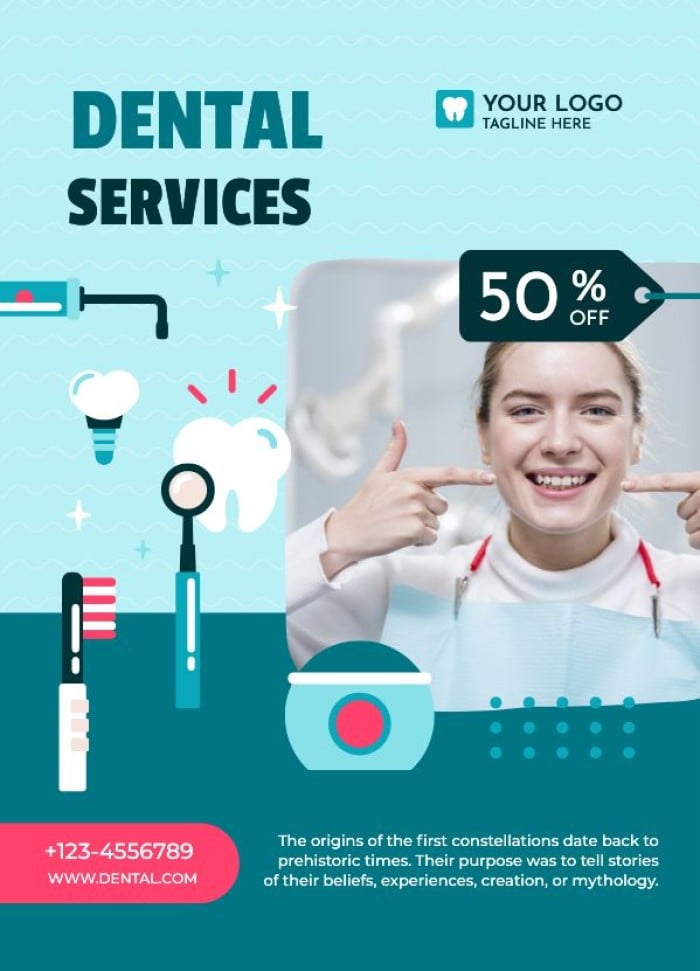 DENTAL
SERVICES
YOUR LOGO
TAGLINE HERE
50 %
OFF
+123-4556789
WWW.DENTAL.COM
The origins of the first constellations date back to
prehistoric times. Their purpose was to tell stories
of their beliefs, experiences, creation, or mythology.